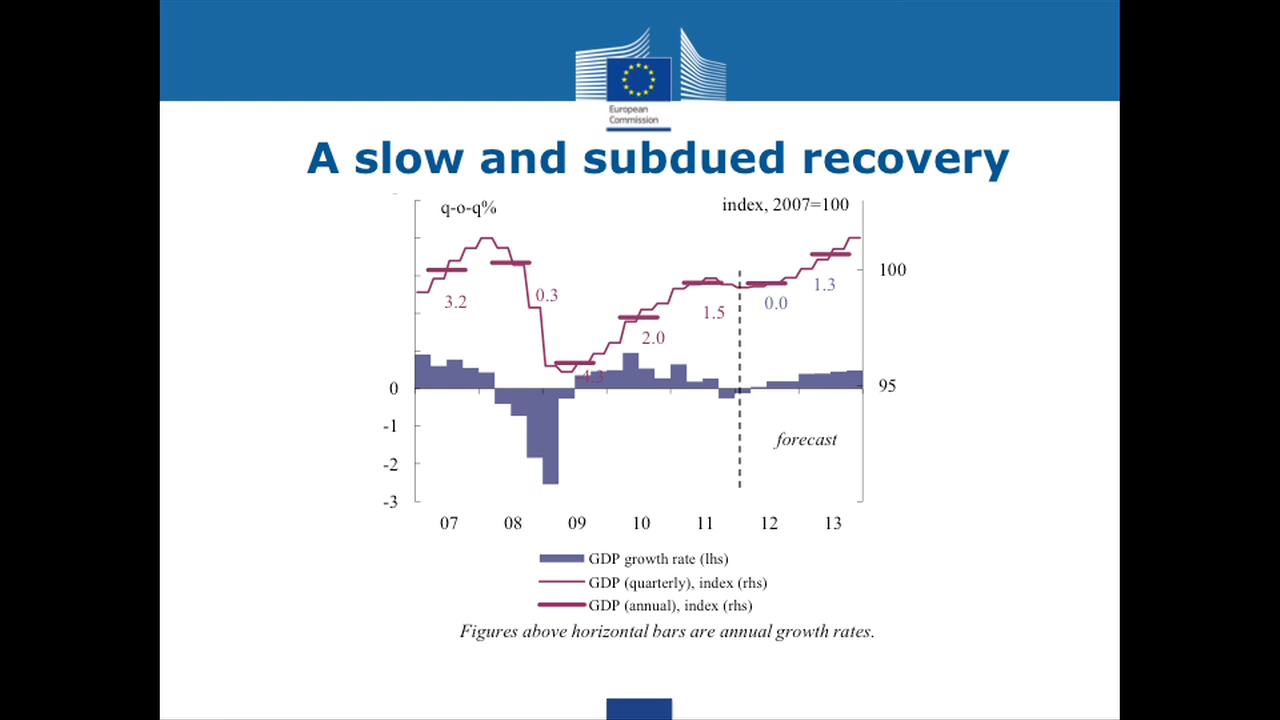 European
Commission
A slow and subdued recovery
q-o-q%
index, 2007=100
3.2
0.3
-4.3
2.0
1.5
0.0
1.3
100
95
0
-1
-2
-3
forecast
07 08 09 10 11 12 13
GDP growth rate (lhs)
GDP (quarterly), index (rhs)
GDP (annual), index (rhs)
Figures above horizontal bars are annual growth rates.